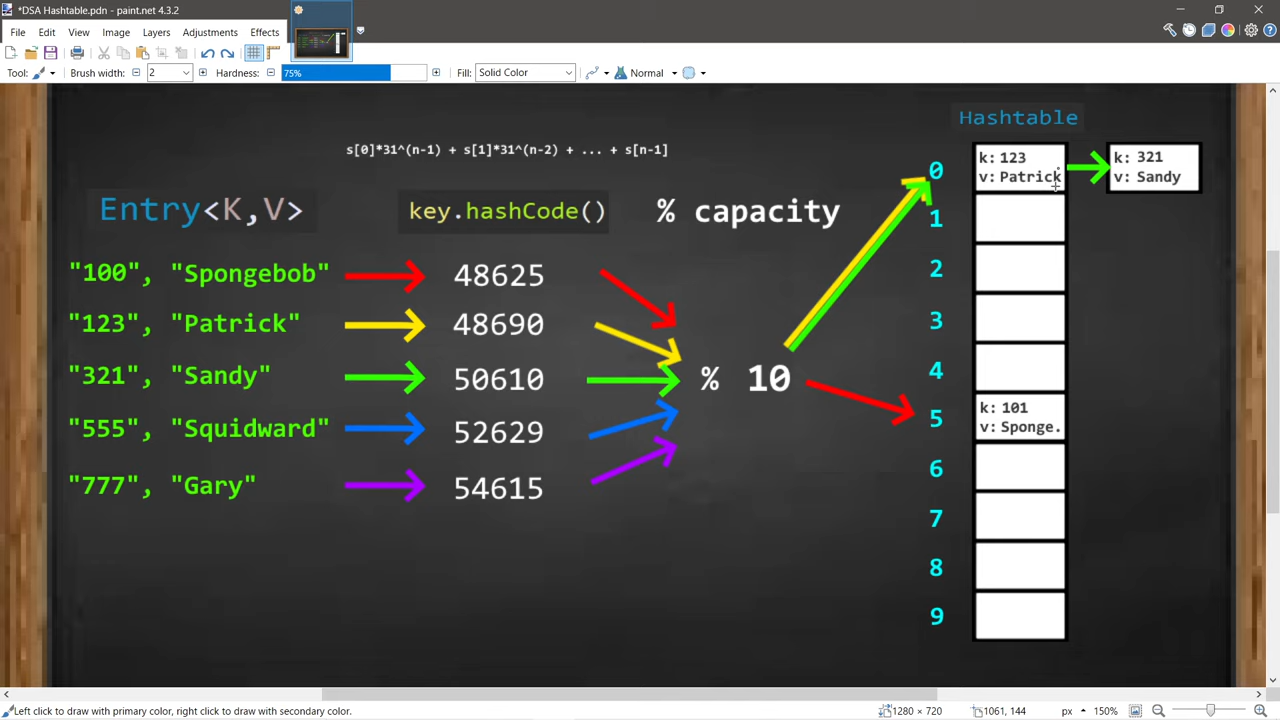 *DSA Hashtable.pdn - paint.net 4.3.2
File Edit View Image Layers Adjustments Effects
Tool: Brush width: 2 Hardness: 75% Fill: Solid Color Normal
Hashtable
s[0]*31^(n-1) + s[1]*31^(n-2) + ... + s[n-1]
Entry<K,V> key.hashCode() % capacity
"100", "Spongebob" 48625
"123", "Patrick" 48690
"321", "Sandy" 50610
"555", "Squidward" 52629
"777", "Gary" 54615
% 10
0 k: 123 k: 321
v: Patrick v: Sandy
1
2
3
4
5 k: 101
v: Sponge.
6
7
8
9
Left click to draw with primary color, right click to draw with secondary color. 1280 × 720 1061, 144 px 150%